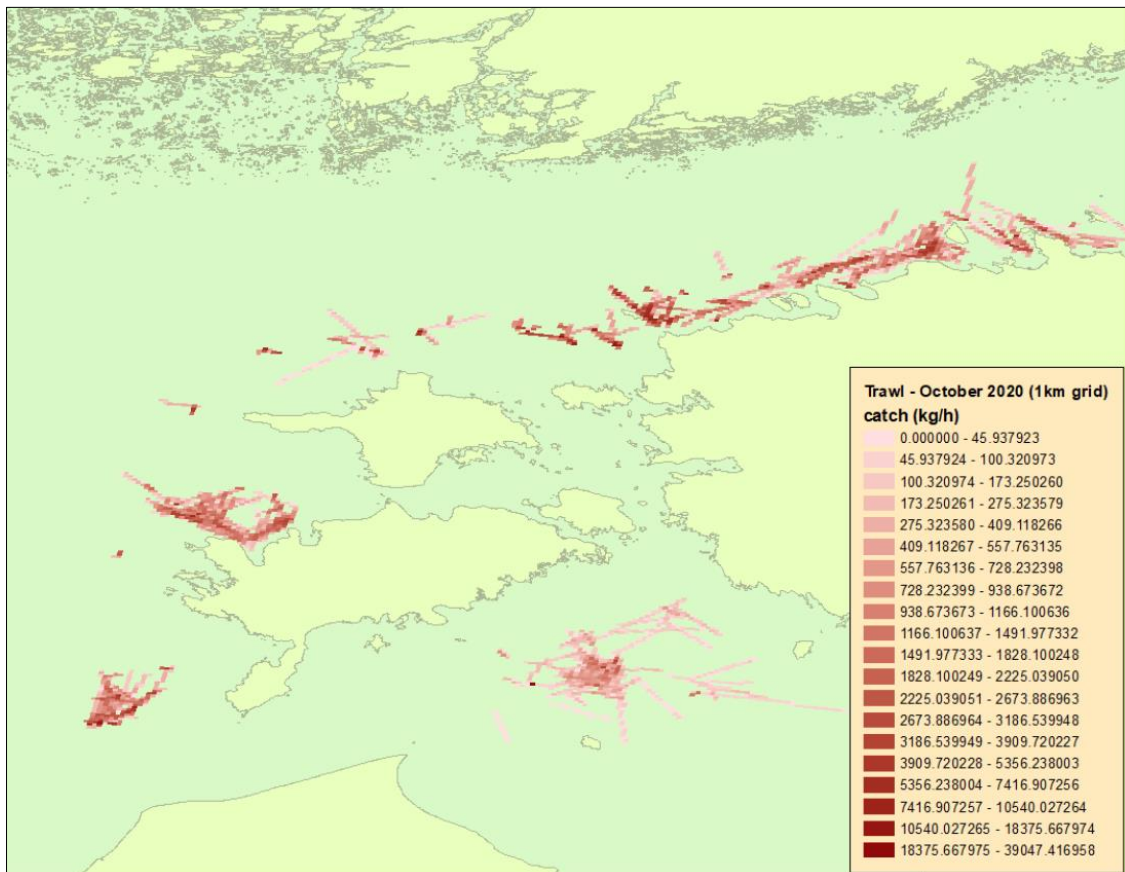 Trawl - October 2020 (1km grid)
catch (kg/h)
0.000000 - 45.937923
45.937924 - 100.320973
100.320974 - 173.250260
173.250261 - 275.323579
275.323580 - 409.118266
409.118267 - 557.763135
557.763136 - 728.232398
728.232399 - 938.673672
938.673673 - 1166.100636
1166.100637 - 1491.977332
1491.977333 - 1828.100248
1828.100249 - 2225.039050
2225.039051 - 2673.886963
2673.886964 - 3186.539948
3186.539949 - 3909.720227
3909.720228 - 5356.238003
5356.238004 - 7416.907256
7416.907257 - 10540.027264
10540.027265 - 18375.667974
18375.667975 - 39047.416958